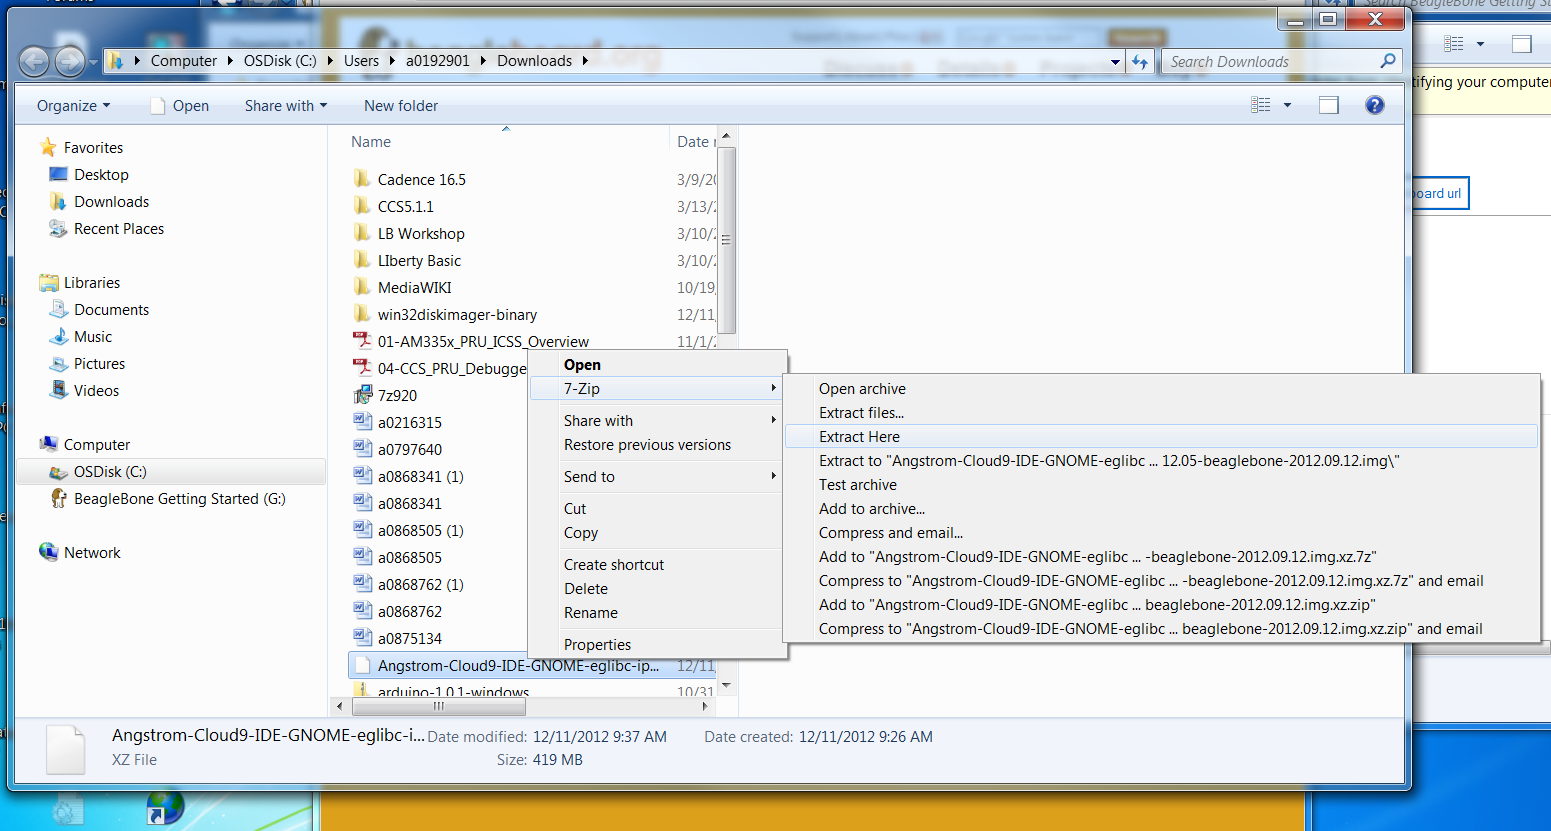 Computer OSDisk (C:) Users a0192901 Downloads
Search Downloads
Organize Open Share with New folder
Favorites
Desktop
Downloads
Recent Places
Libraries
Documents
Music
Pictures
Videos
Computer
OSDisk (C:)
BeagleBone Getting Started (G:)
Network
Name Date
Cadence 16.5 3/9/20
CCS5.1.1 3/13/2
LB Workshop 3/10/2
LIberty Basic 3/10/2
MediaWIKI 10/19/
win32diskimager-binary 12/11/
01-AM335x_PRU_ICSS_Overview 11/1/2
04-CCS_PRU_Debugge
7z920
a0216315
a0797640
a0868341 (1)
a0868341
a0868505 (1)
a0868505
a0868762 (1)
a0868762
a0875134
Angstrom-Cloud9-IDE-GNOME-eglibc-ip... 12/11/
arduino-1.0.1-windows 10/31
Open
7-Zip
Share with
Restore previous versions
Send to
Cut
Copy
Create shortcut
Delete
Rename
Properties
Open archive
Extract files...
Extract Here
Extract to "Angstrom-Cloud9-IDE-GNOME-eglibc ... 12.05-beaglebone-2012.09.12.img\"
Test archive
Add to archive...
Compress and email...
Add to "Angstrom-Cloud9-IDE-GNOME-eglibc ... -beaglebone-2012.09.12.img.xz.7z"
Compress to "Angstrom-Cloud9-IDE-GNOME-eglibc ... -beaglebone-2012.09.12.img.xz.7z" and email
Add to "Angstrom-Cloud9-IDE-GNOME-eglibc ... beaglebone-2012.09.12.img.xz.zip"
Compress to "Angstrom-Cloud9-IDE-GNOME-eglibc ... beaglebone-2012.09.12.img.xz.zip" and email
Angstrom-Cloud9-IDE-GNOME-eglibc-i... Date modified: 12/11/2012 9:37 AM Date created: 12/11/2012 9:26 AM
XZ File Size: 419 MB
Search BeagleBone Getting St
tifying your computer
board url
beagleboard.org